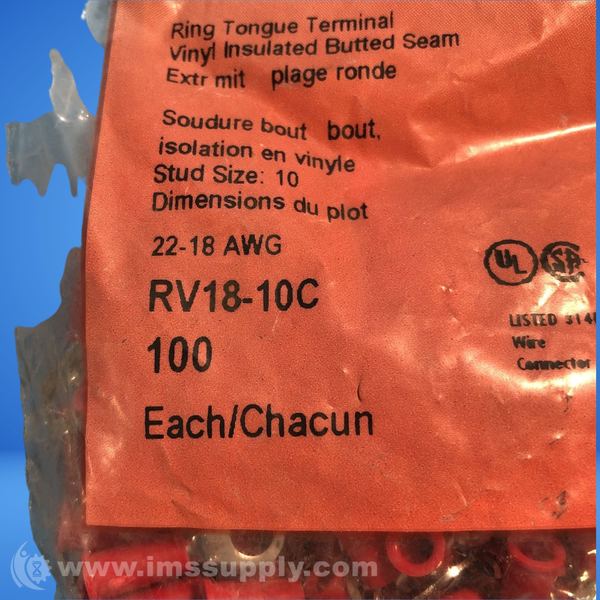 Ring Tongue Terminal
Vinyl Insulated Butted Seam
Extr mit plage ronde
Soudure bout bout,
isolation en vinyle
Stud Size: 10
Dimensions du plot
22-18 AWG
RV18-10C
100
Each/Chacun
UL
LISTED
Wire
Connector
www.imssupply.com